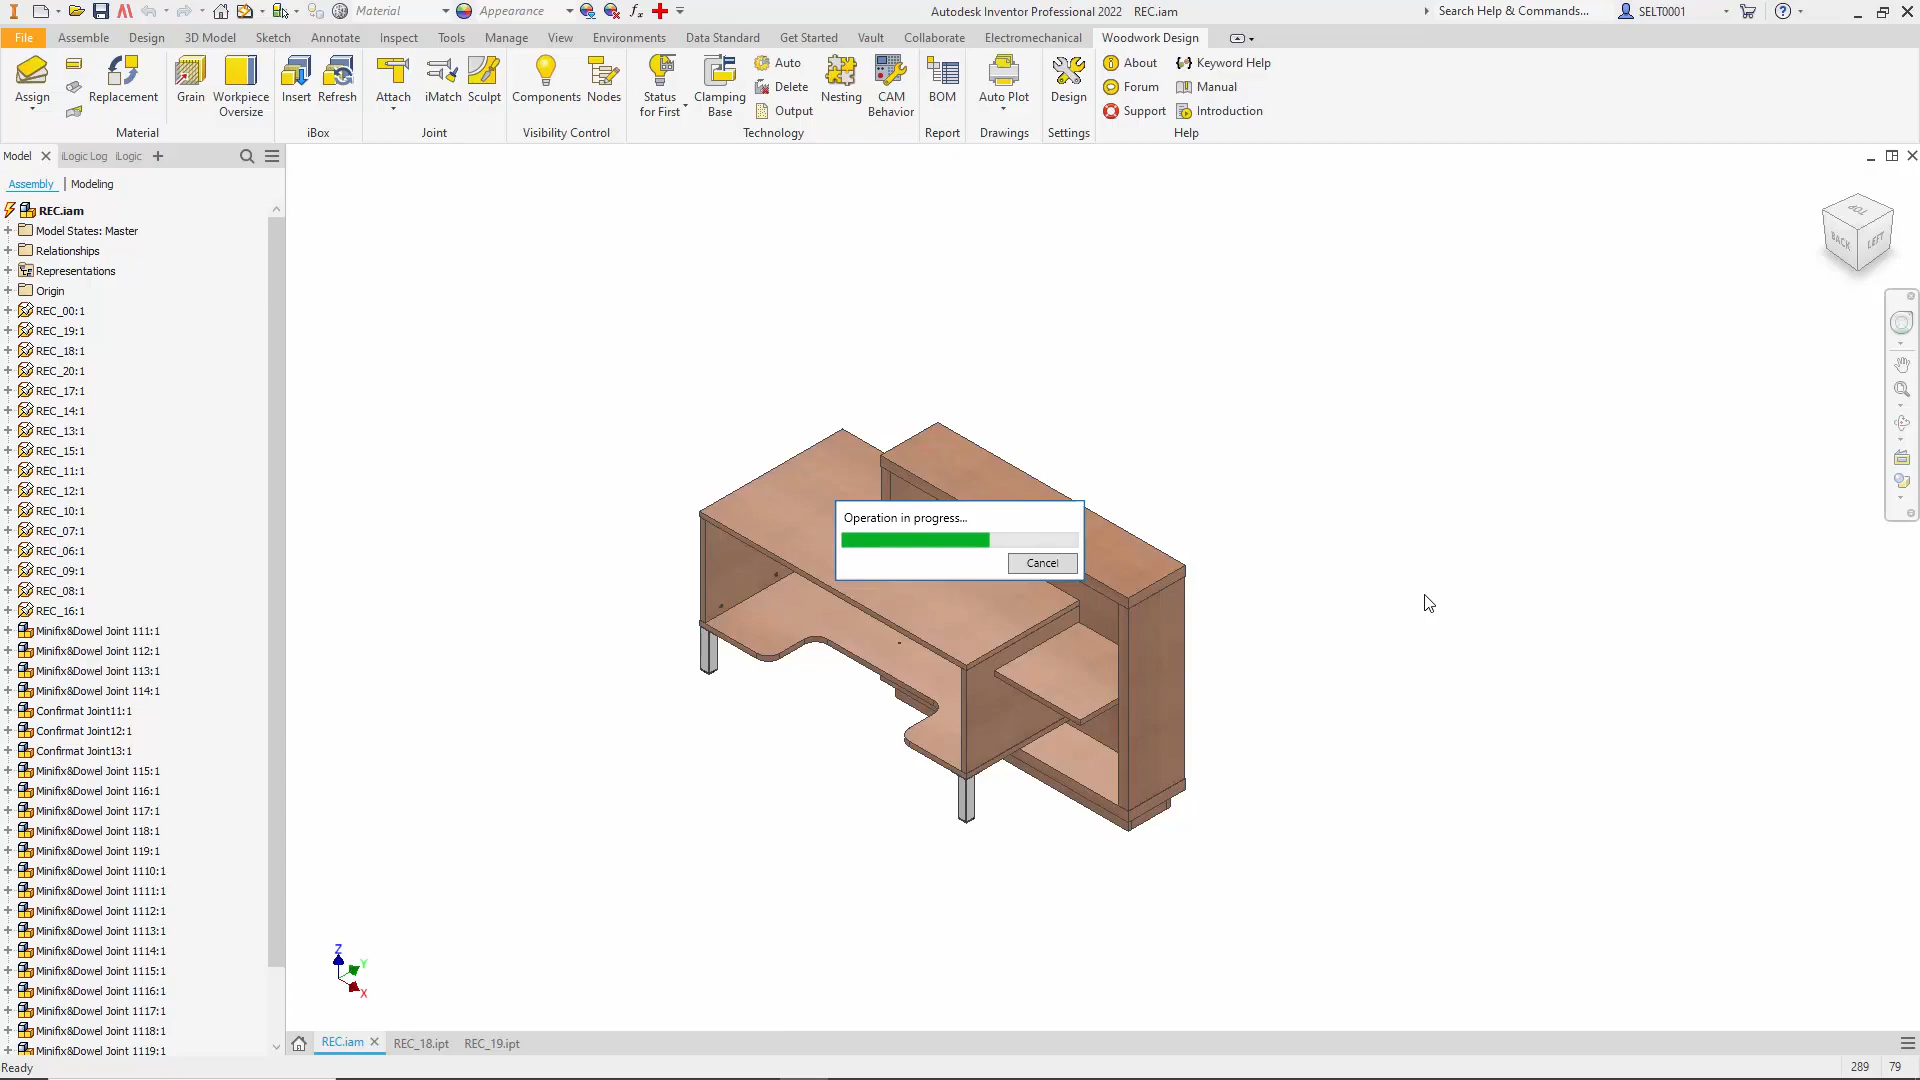 Material
Appearance
fx
Autodesk Inventor Professional 2022 REC.iam
Search Help & Commands...
SELT0001
File Assemble Design 3D Model Sketch Annotate Inspect Tools Manage View Environments Data Standard Get Started Vault Collaborate Electromechanical Woodwork Design
Assign
Replacement
Grain
Workpiece
Oversize
Insert
Refresh
Attach
iMatch
Sculpt
Components
Nodes
Status
for First
Clamping
Base
Auto
Delete
Output
Nesting
CAM
Behavior
BOM
Auto Plot
Design
About
Forum
Support
Keyword Help
Manual
Introduction
Material
iBox
Joint
Visibility Control
Technology
Report
Drawings
Settings
Help
Model
iLogic Log
iLogic
Assembly
Modeling
REC.iam
Model States: Master
Relationships
Representations
Origin
REC_00:1
REC_19:1
REC_18:1
REC_20:1
REC_17:1
REC_14:1
REC_13:1
REC_15:1
REC_11:1
REC_12:1
REC_10:1
REC_07:1
REC_06:1
REC_09:1
REC_08:1
REC_16:1
Minifix&Dowel Joint 111:1
Minifix&Dowel Joint 112:1
Minifix&Dowel Joint 113:1
Minifix&Dowel Joint 114:1
Confirmat Joint11:1
Confirmat Joint12:1
Confirmat Joint13:1
Minifix&Dowel Joint 115:1
Minifix&Dowel Joint 116:1
Minifix&Dowel Joint 117:1
Minifix&Dowel Joint 118:1
Minifix&Dowel Joint 119:1
Minifix&Dowel Joint 1110:1
Minifix&Dowel Joint 1111:1
Minifix&Dowel Joint 1112:1
Minifix&Dowel Joint 1113:1
Minifix&Dowel Joint 1114:1
Minifix&Dowel Joint 1115:1
Minifix&Dowel Joint 1116:1
Minifix&Dowel Joint 1117:1
Minifix&Dowel Joint 1118:1
Minifix&Dowel Joint 1119:1
TOP
BACK
LEFT
Operation in progress...
Cancel
Z
Y
X
REC.iam
REC_18.ipt
REC_19.ipt
Ready
289
79